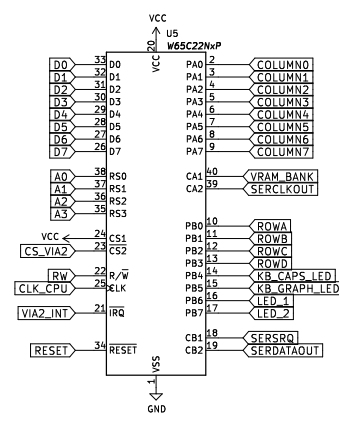 VCC
U5
W65C22NxP
20
VCC
D0 33 D0 PA0 2 COLUMN0
D1 32 D1 PA1 3 COLUMN1
D2 31 D2 PA2 4 COLUMN2
D3 30 D3 PA3 5 COLUMN3
D4 29 D4 PA4 6 COLUMN4
D5 28 D5 PA5 7 COLUMN5
D6 27 D6 PA6 8 COLUMN6
D7 26 D7 PA7 9 COLUMN7
A0 38 RS0 CA1 40 VRAM_BANK
A1 37 RS1 CA2 39 SERCLKOUT
A2 36 RS2
A3 35 RS3
PB0 10 ROWA
VCC 24 CS1 PB1 11 ROWB
CS_VIA2 23 CS2 PB2 12 ROWC
PB3 13 ROWD
RW 22 R/W PB4 14 KB_CAPS_LED
CLK_CPU 25 CLK PB5 15 KB_GRAPH_LED
PB6 16 LED_1
VIA2_INT 21 IRQ PB7 17 LED_2
CB1 18 SERSRQ
RESET 34 RESET CB2 19 SERDATAOUT
VSS
1
GND